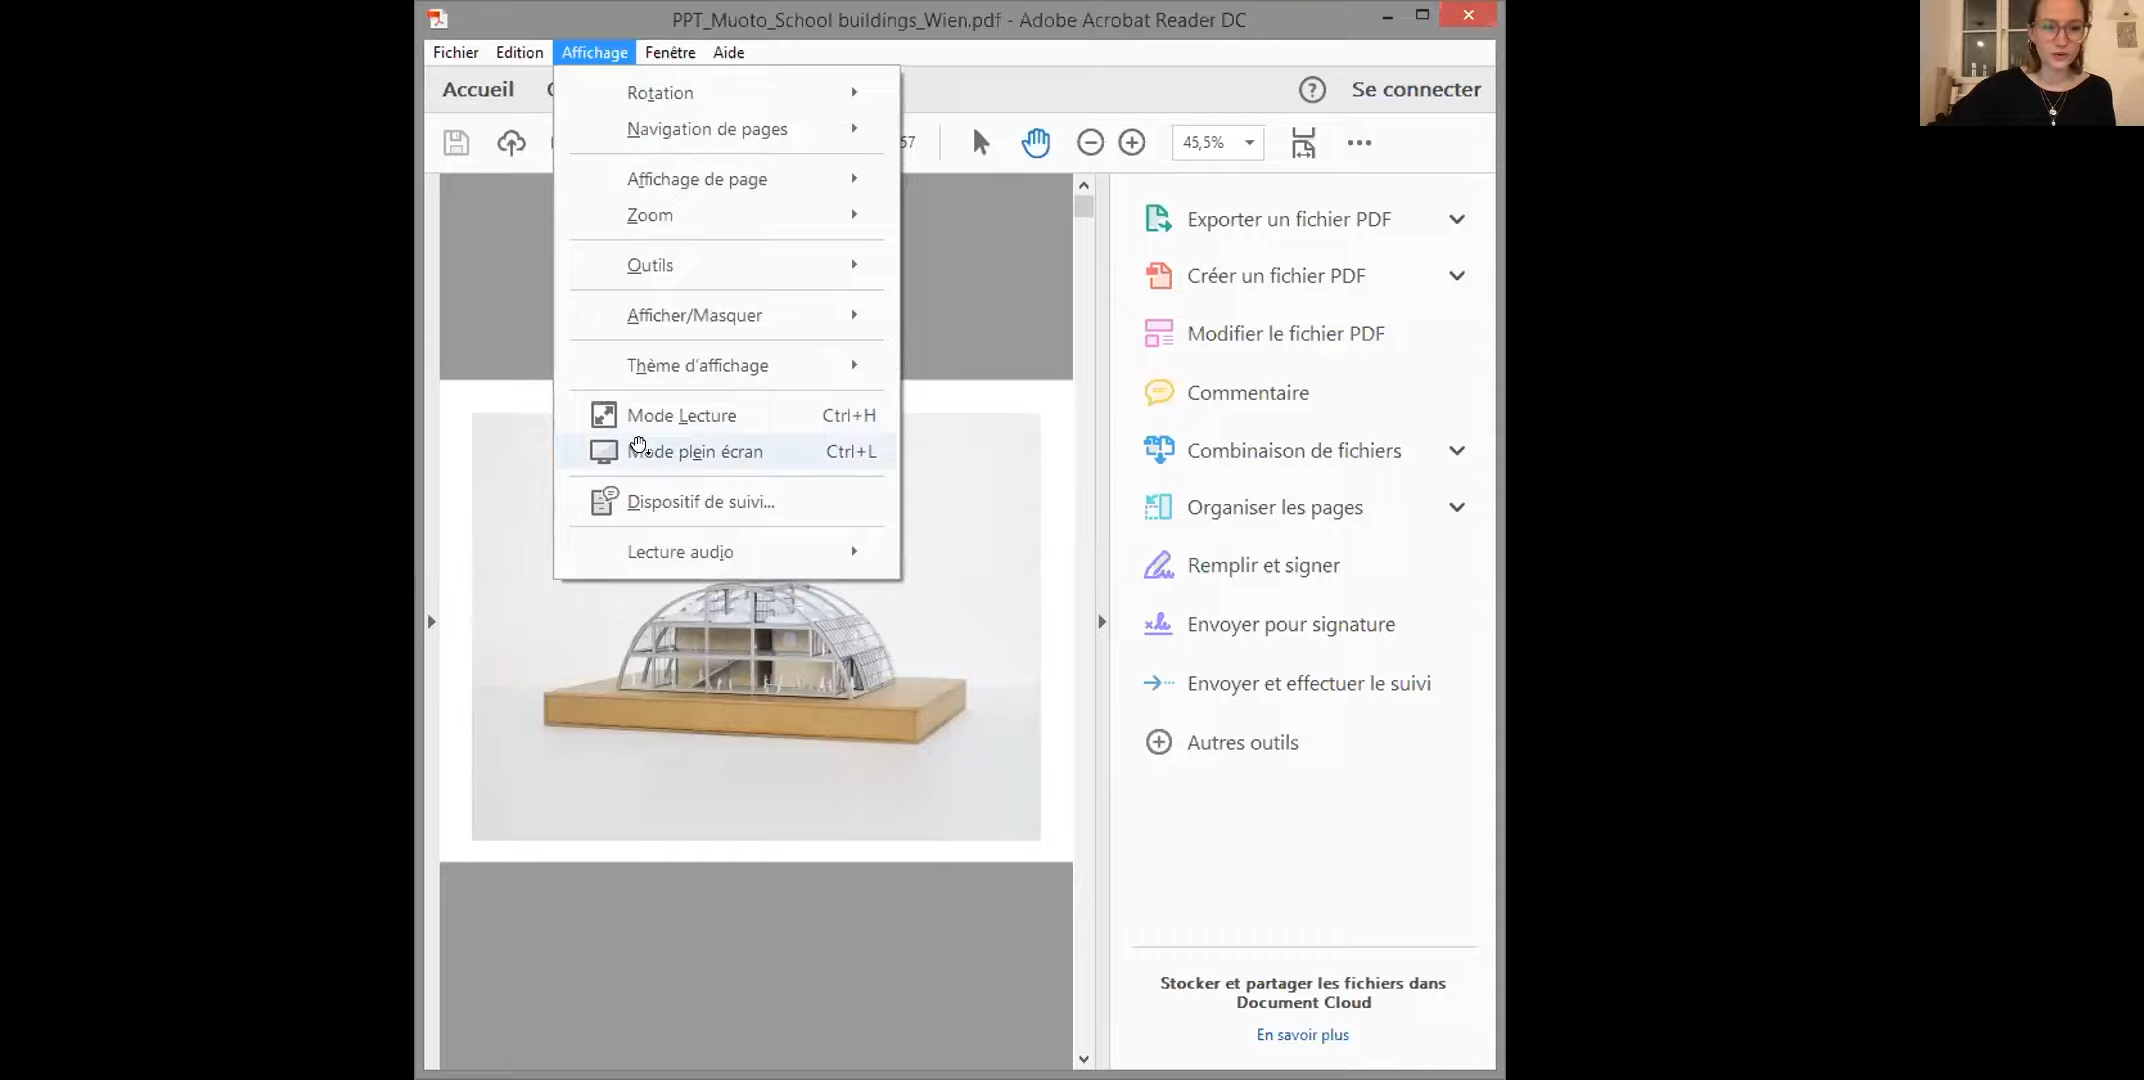 PPT_Muoto_School buildings_Wien.pdf - Adobe Acrobat Reader DC
Fichier Edition Affichage Fenêtre Aide
Accueil
Se connecter
57
45,5%
Rotation
Navigation de pages
Affichage de page
Zoom
Outils
Afficher/Masquer
Thème d'affichage
Mode Lecture Ctrl+H
Mode plein écran Ctrl+L
Dispositif de suivi...
Lecture audio
Exporter un fichier PDF
Créer un fichier PDF
Modifier le fichier PDF
Commentaire
Combinaison de fichiers
Organiser les pages
Remplir et signer
Envoyer pour signature
Envoyer et effectuer le suivi
Autres outils
Stocker et partager les fichiers dans
Document Cloud
En savoir plus